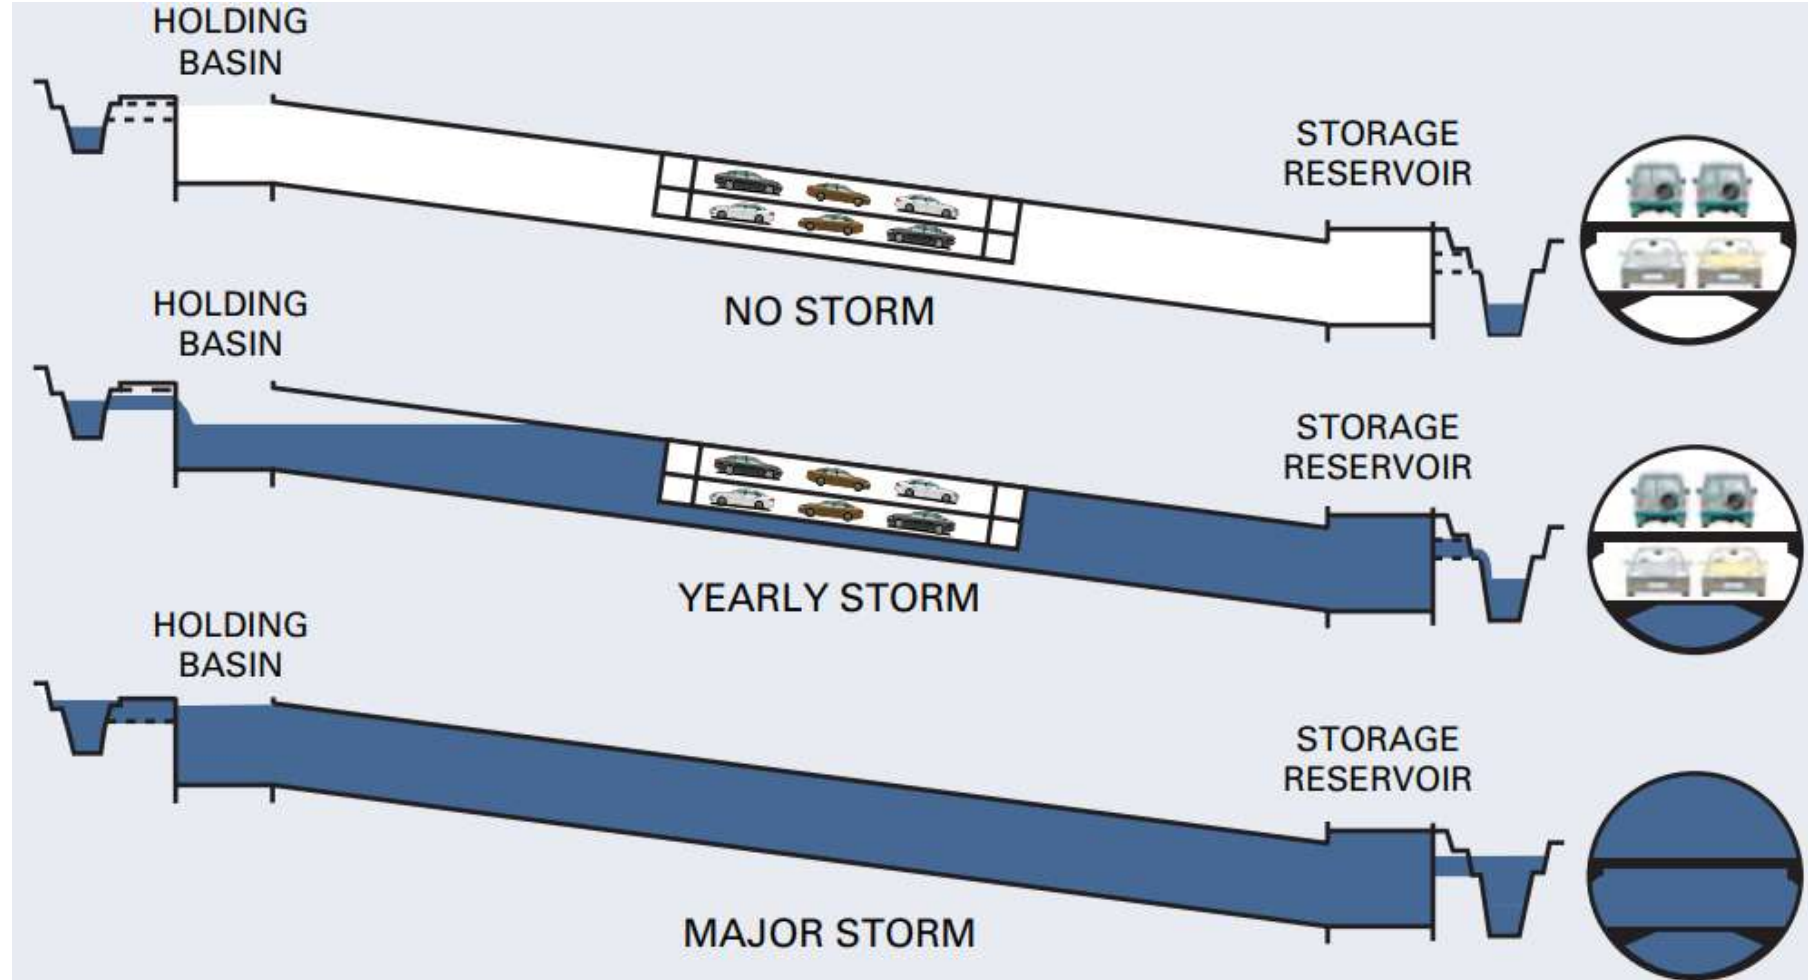 HOLDING
BASIN
STORAGE
RESERVOIR
NO STORM
HOLDING
BASIN
STORAGE
RESERVOIR
YEARLY STORM
HOLDING
BASIN
STORAGE
RESERVOIR
MAJOR STORM